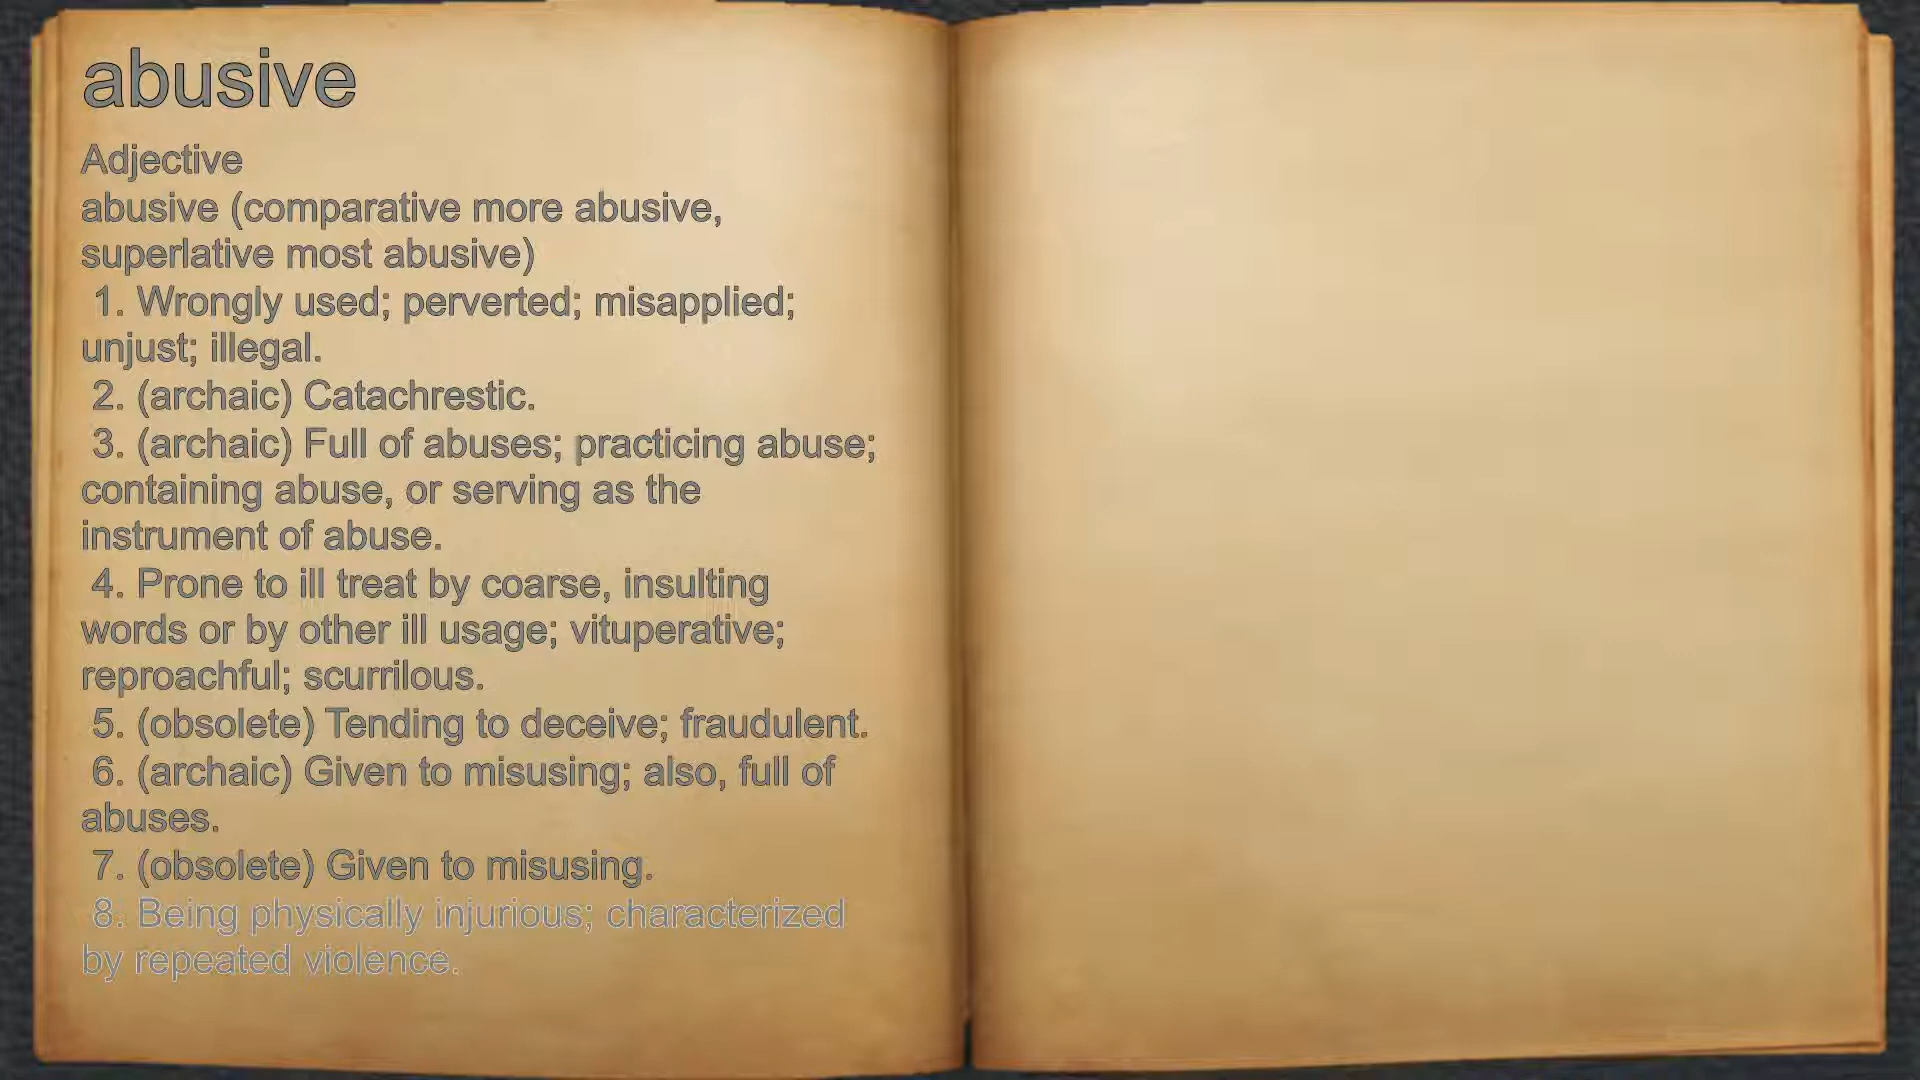 abusive
Adjective
abusive (comparative more abusive,
superlative most abusive)
1. Wrongly used; perverted; misapplied;
unjust; illegal.
2. (archaic) Catachrestic.
3. (archaic) Full of abuses; practicing abuse;
containing abuse, or serving as the
instrument of abuse.
4. Prone to ill treat by coarse, insulting
words or by other ill usage; vituperative;
reproachful; scurrilous.
5. (obsolete) Tending to deceive; fraudulent.
6. (archaic) Given to misusing; also, full of
abuses.
7. (obsolete) Given to misusing.
8. Being physically injurious; characterized
by repeated violence.